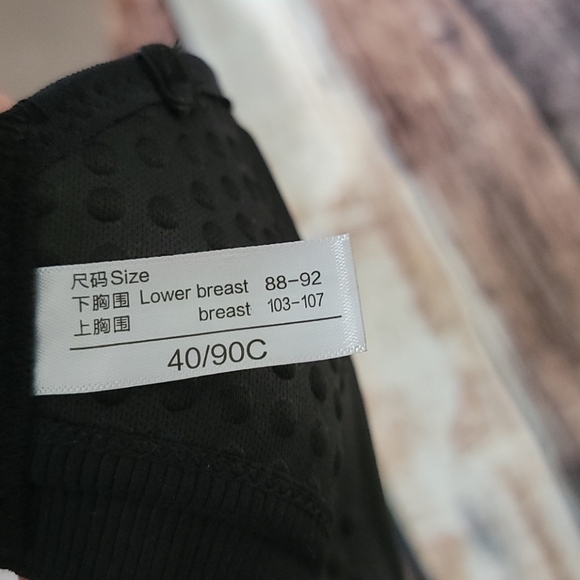 尺码Size
下胸围 Lower breast 88-92
上胸围 breast 103-107
40/90C